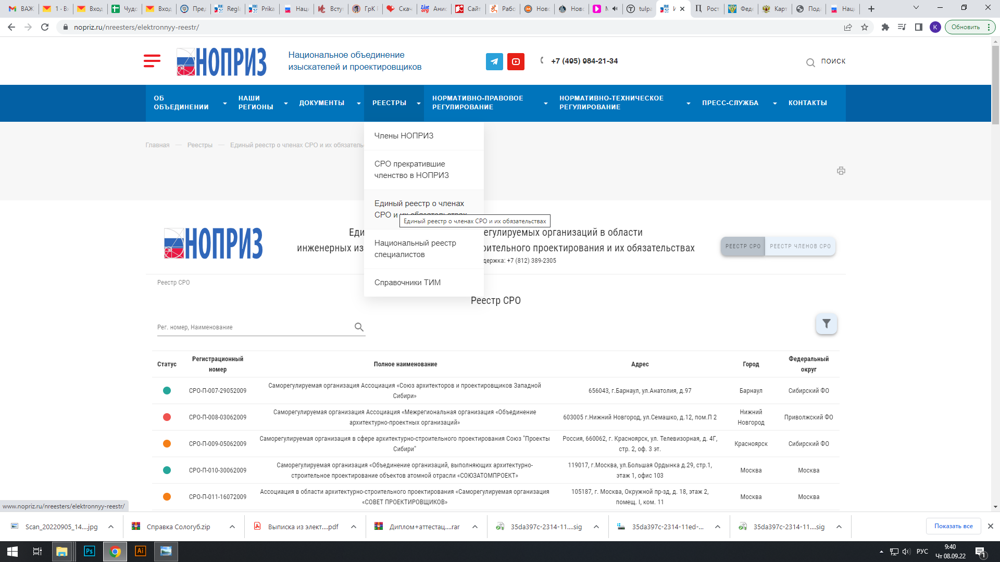 ВАЖ
1 · В
Вход
Чудо
Вход
Пред
Regla
Prika
Наци
Всту
ГрК
Скач
Анис
Сайт
Рабо
Ново
Ново
М
tulpa
И
Рост
Феде
Карт
Пода
Наци
nopriz.ru/nreesters/elektronnyy-reestr/
K
Обновить
НОПРИЗ
Национальное объединение
изыскателей и проектировщиков
+7 (495) 984-21-34
ПОИСК
ОБ
ОБЪЕДИНЕНИИ
НАШИ
РЕГИОНЫ
ДОКУМЕНТЫ
РЕЕСТРЫ
НОРМАТИВНО-ПРАВОВОЕ
РЕГУЛИРОВАНИЕ
НОРМАТИВНО-ТЕХНИЧЕСКОЕ
РЕГУЛИРОВАНИЕ
ПРЕСС-СЛУЖБА
КОНТАКТЫ
Главная — Реестры — Единый реестр о членах СРО и их обязатель
Члены НОПРИЗ
СРО прекратившие
членство в НОПРИЗ
Единый реестр о членах
СРО и их обязательствах
Единый реестр о членах СРО и их обязательствах
Национальный реестр
специалистов
Справочники ТИМ
НОПРИЗ
Еди
егулируемых организаций в области
инженерных из
оительного проектирования и их обязательствах
держка: +7 (812) 389-2305
РЕЕСТР СРО
РЕЕСТР ЧЛЕНОВ СРО
Реестр СРО
Реестр СРО
Рег. номер, Наименование
Статус
Регистрационный
номер
Полное наименование
Адрес
Город
Федеральный
округ
СРО-П-007-29052009
Саморегулируемая организация Ассоциация «Союз архитекторов и проектировщиков Западной
Сибири»
656043, г.Барнаул, ул.Анатолия, д.97
Барнаул
Сибирский ФО
СРО-П-008-03062009
Саморегулируемая организация Ассоциация «Межрегиональная организация «Объединение
архитектурно-проектных организаций»
603005 г.Нижний Новгород, ул.Семашко, д.12, пом.П 2
Нижний
Новгород
Приволжский ФО
СРО-П-009-05062009
Саморегулируемая организация в сфере архитектурно-строительного проектирования Союз "Проекты
Сибири"
Россия, 660062, г. Красноярск, ул. Телевизорная, д. 4Г,
стр. 2, оф. 3 эт.
Красноярск
Сибирский ФО
СРО-П-010-30062009
Саморегулируемая организация «Объединение организаций, выполняющих архитектурно-
строительное проектирование объектов атомной отрасли «СОЮЗАТОМПРОЕКТ»
119017, г.Москва, ул.Большая Ордынка д.29, стр.1,
этаж 1, офис 103
Москва
Москва
СРО-П-011-16072009
Ассоциация в области архитектурно-строительного проектирования «Саморегулируемая организация
«СОВЕТ ПРОЕКТИРОВЩИКОВ»
105187, г. Москва, Окружной пр-зд, д. 18, этаж 2,
помещ. I, ком. 11
Москва
Москва
www.nopriz.ru/nreesters/elektronnyy-reestr/
Scan_20220905_14....jpg
Справка Сологуб.zip
Выписка из элект....pdf
Диплом+аттестац....rar
35da397c-2314-11....sig
35da397c-2314-11ed-...
35da397c-2314-11....sig
Показать все
Ps
Ai
РУС
9:40
Чт 08.09.22
1